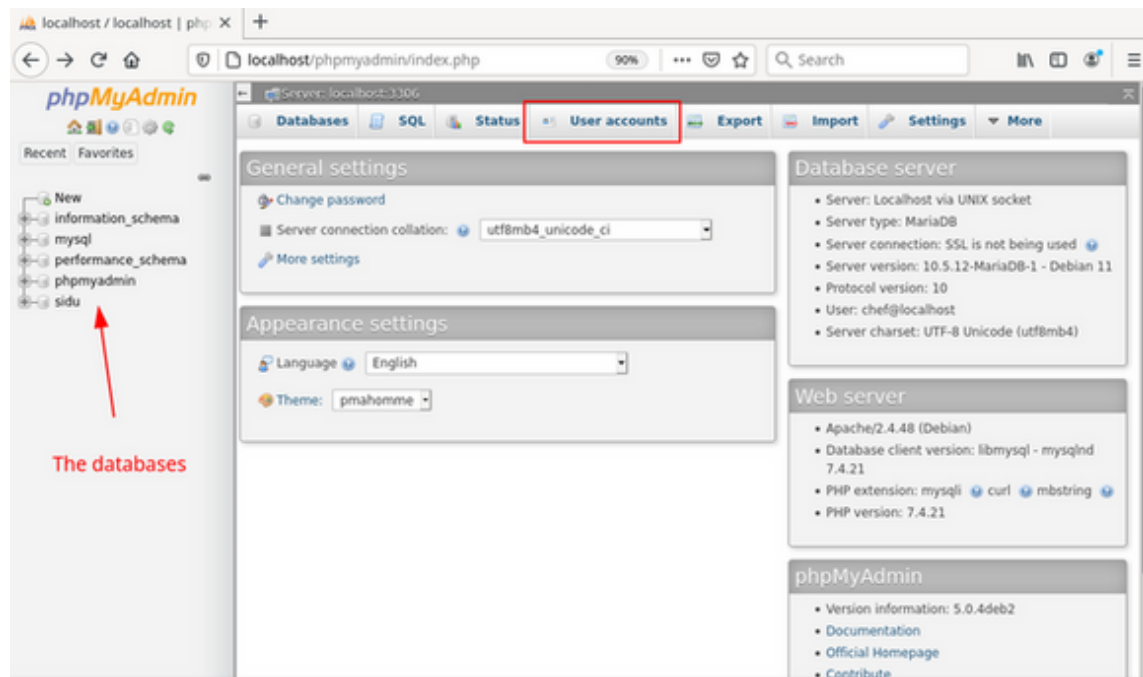 localhost / localhost | php
localhost/phpmyadmin/index.php
90%
Search
phpMyAdmin
Recent Favorites
New
information_schema
mysql
performance_schema
phpmyadmin
sidu
The databases
Server: localhost:3306
Databases SQL Status User accounts Export Import Settings More
General settings
Change password
Server connection collation: utf8mb4_unicode_ci
More settings
Appearance settings
Language English
Theme: pmahomme
Database server
• Server: Localhost via UNIX socket
• Server type: MariaDB
• Server connection: SSL is not being used
• Server version: 10.5.12-MariaDB-1 - Debian 11
• Protocol version: 10
• User: chef@localhost
• Server charset: UTF-8 Unicode (utf8mb4)
Web server
• Apache/2.4.48 (Debian)
• Database client version: libmysql - mysqlnd
7.4.21
• PHP extension: mysqli curl mbstring
• PHP version: 7.4.21
phpMyAdmin
• Version information: 5.0.4deb2
• Documentation
• Official Homepage
• Contribute